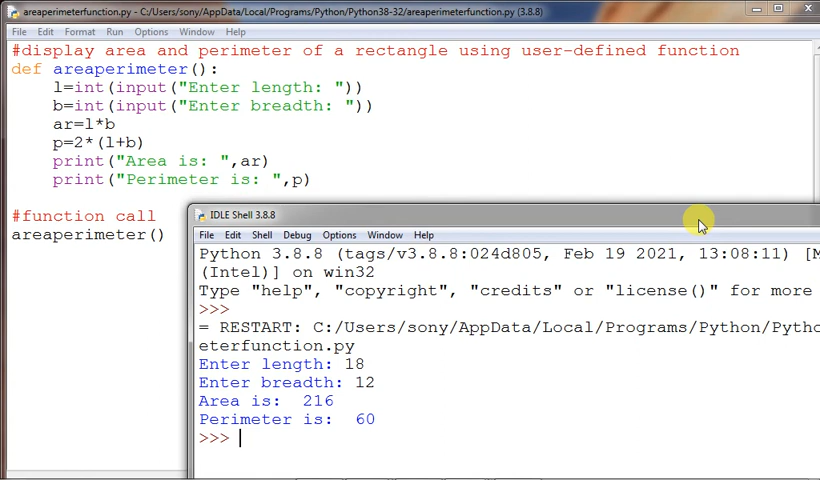 areaperimeterfunction.py - C:/Users/sony/AppData/Local/Programs/Python/Python38-32/areaperimeterfunction.py (3.8.8)
File Edit Format Run Options Window Help
#display area and perimeter of a rectangle using user-defined function
def areaperimeter():
    l=int(input("Enter length: "))
    b=int(input("Enter breadth: "))
    ar=l*b
    p=2*(l+b)
    print("Area is: ",ar)
    print("Perimeter is: ",p)
#function call
areaperimeter()
IDLE Shell 3.8.8
File Edit Shell Debug Options Window Help
Python 3.8.8 (tags/v3.8.8:024d805, Feb 19 2021, 13:08:11) [M
(Intel)] on win32
Type "help", "copyright", "credits" or "license()" for more
>>>
= RESTART: C:/Users/sony/AppData/Local/Programs/Python/Pytho
eterfunction.py
Enter length: 18
Enter breadth: 12
Area is:  216
Perimeter is:  60
>>>